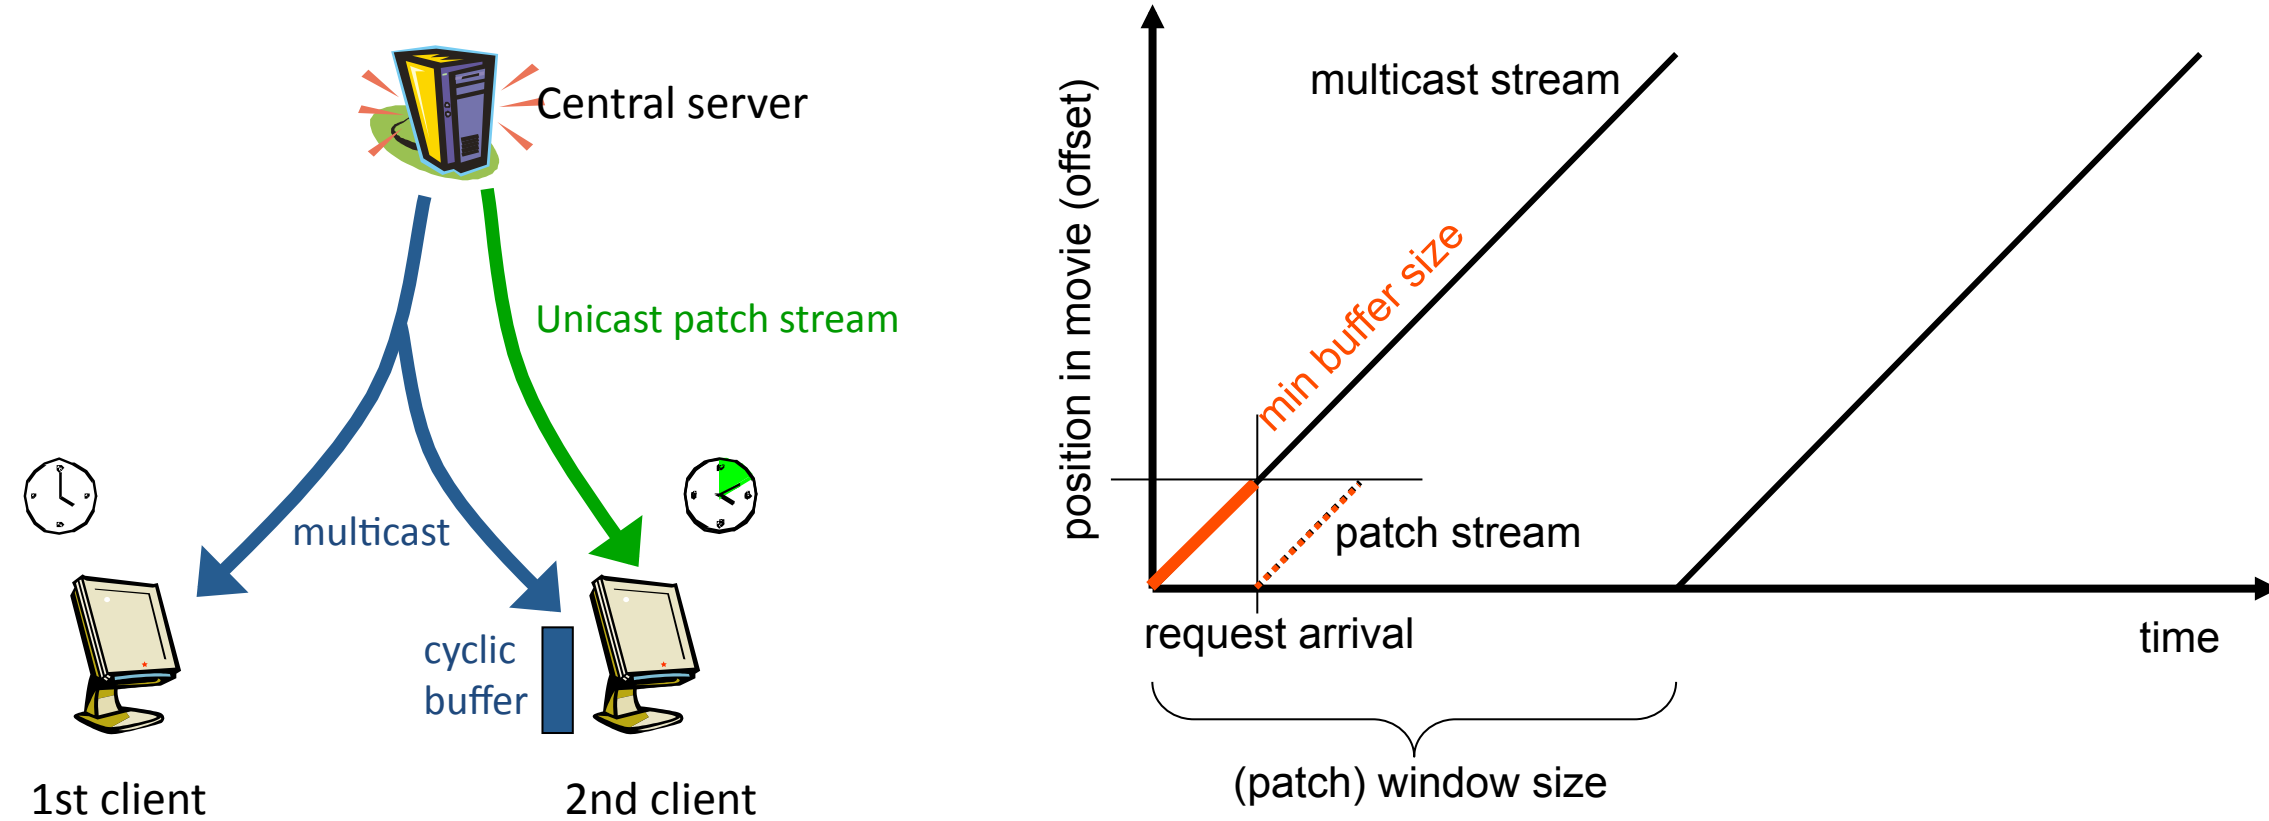 Central server
Unicast patch stream
multicast
cyclic
buffer
1st client
2nd client
multicast stream
position in movie (offset)
min buffer size
patch stream
request arrival
time
(patch) window size